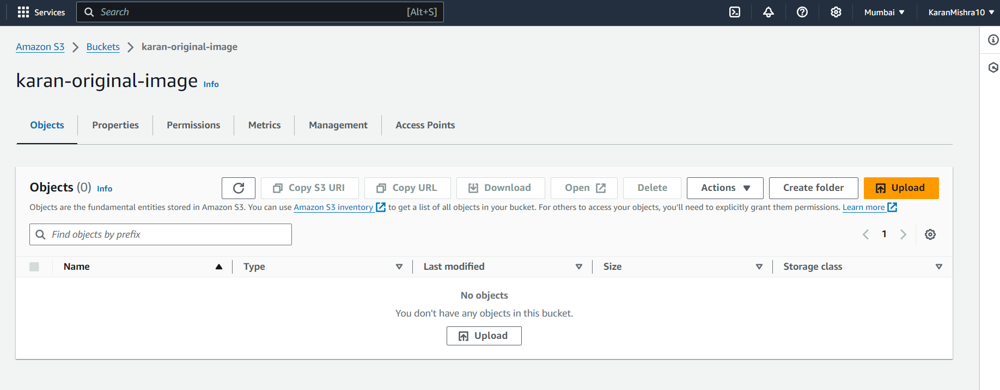 Services Search [Alt+S] Mumbai KaranMishra10
Amazon S3 Buckets karan-original-image
karan-original-image Info
Objects Properties Permissions Metrics Management Access Points
Objects (0) Info Copy S3 URI Copy URL Download Open Delete Actions Create folder Upload
Objects are the fundamental entities stored in Amazon S3. You can use Amazon S3 inventory to get a list of all objects in your bucket. For others to access your objects, you’ll need to explicitly grant them permissions. Learn more
Find objects by prefix 1
Name Type Last modified Size Storage class
No objects
You don't have any objects in this bucket.
Upload